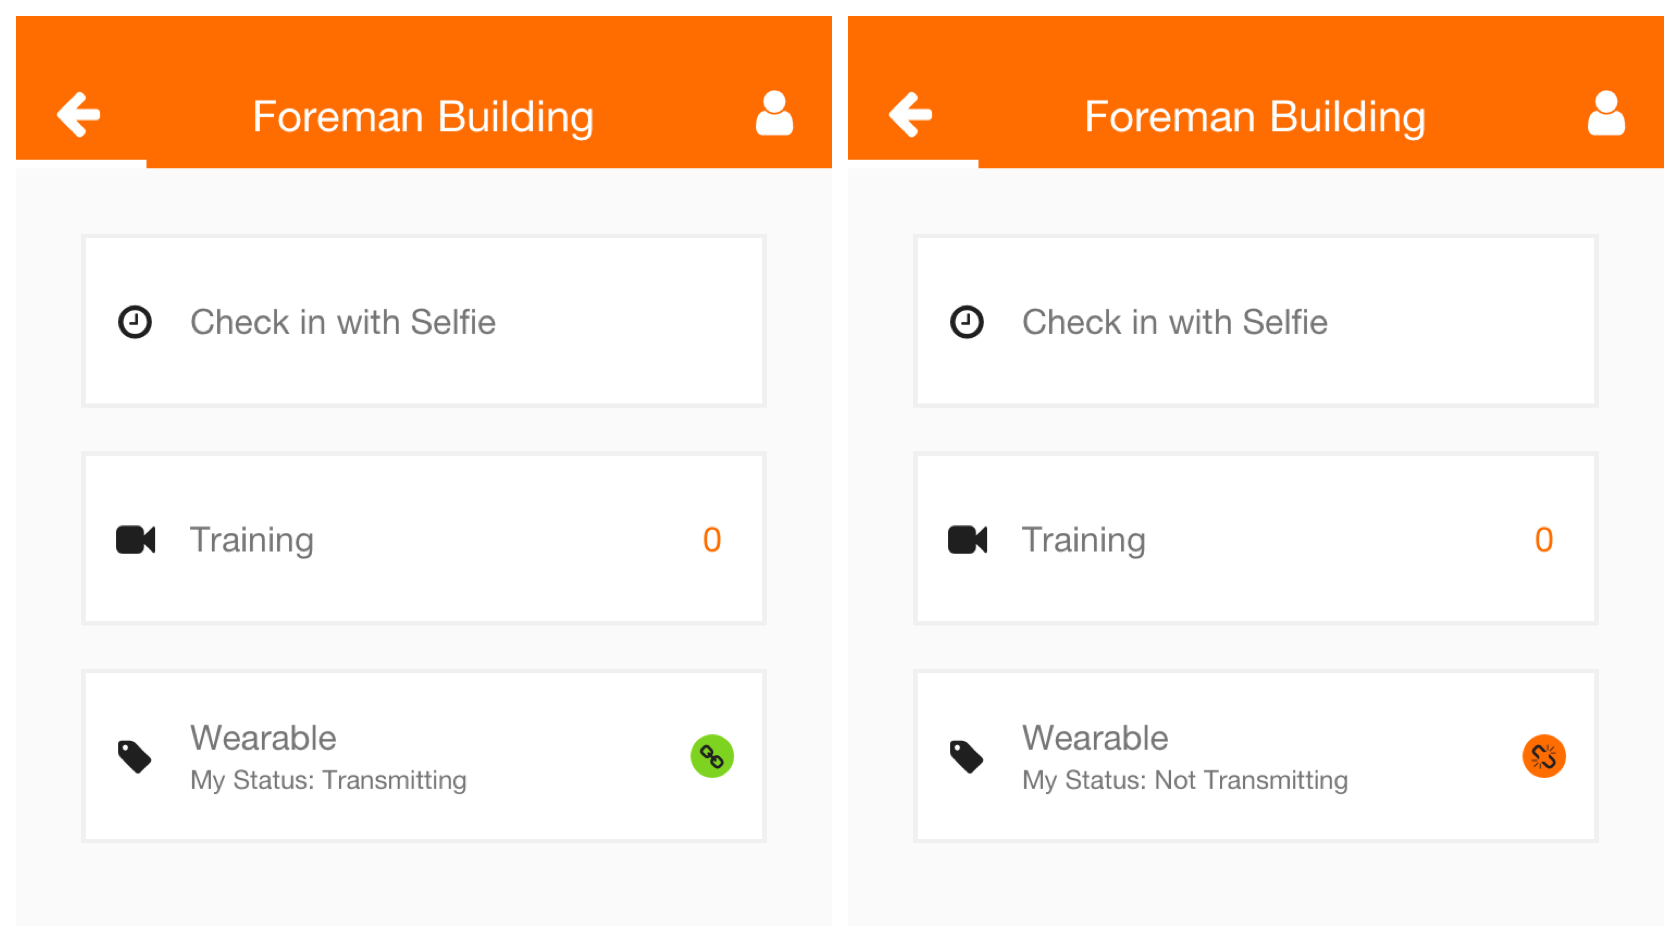 Foreman Building
Check in with Selfie
Training
0
Wearable
My Status: Transmitting
Foreman Building
Check in with Selfie
Training
0
Wearable
My Status: Not Transmitting